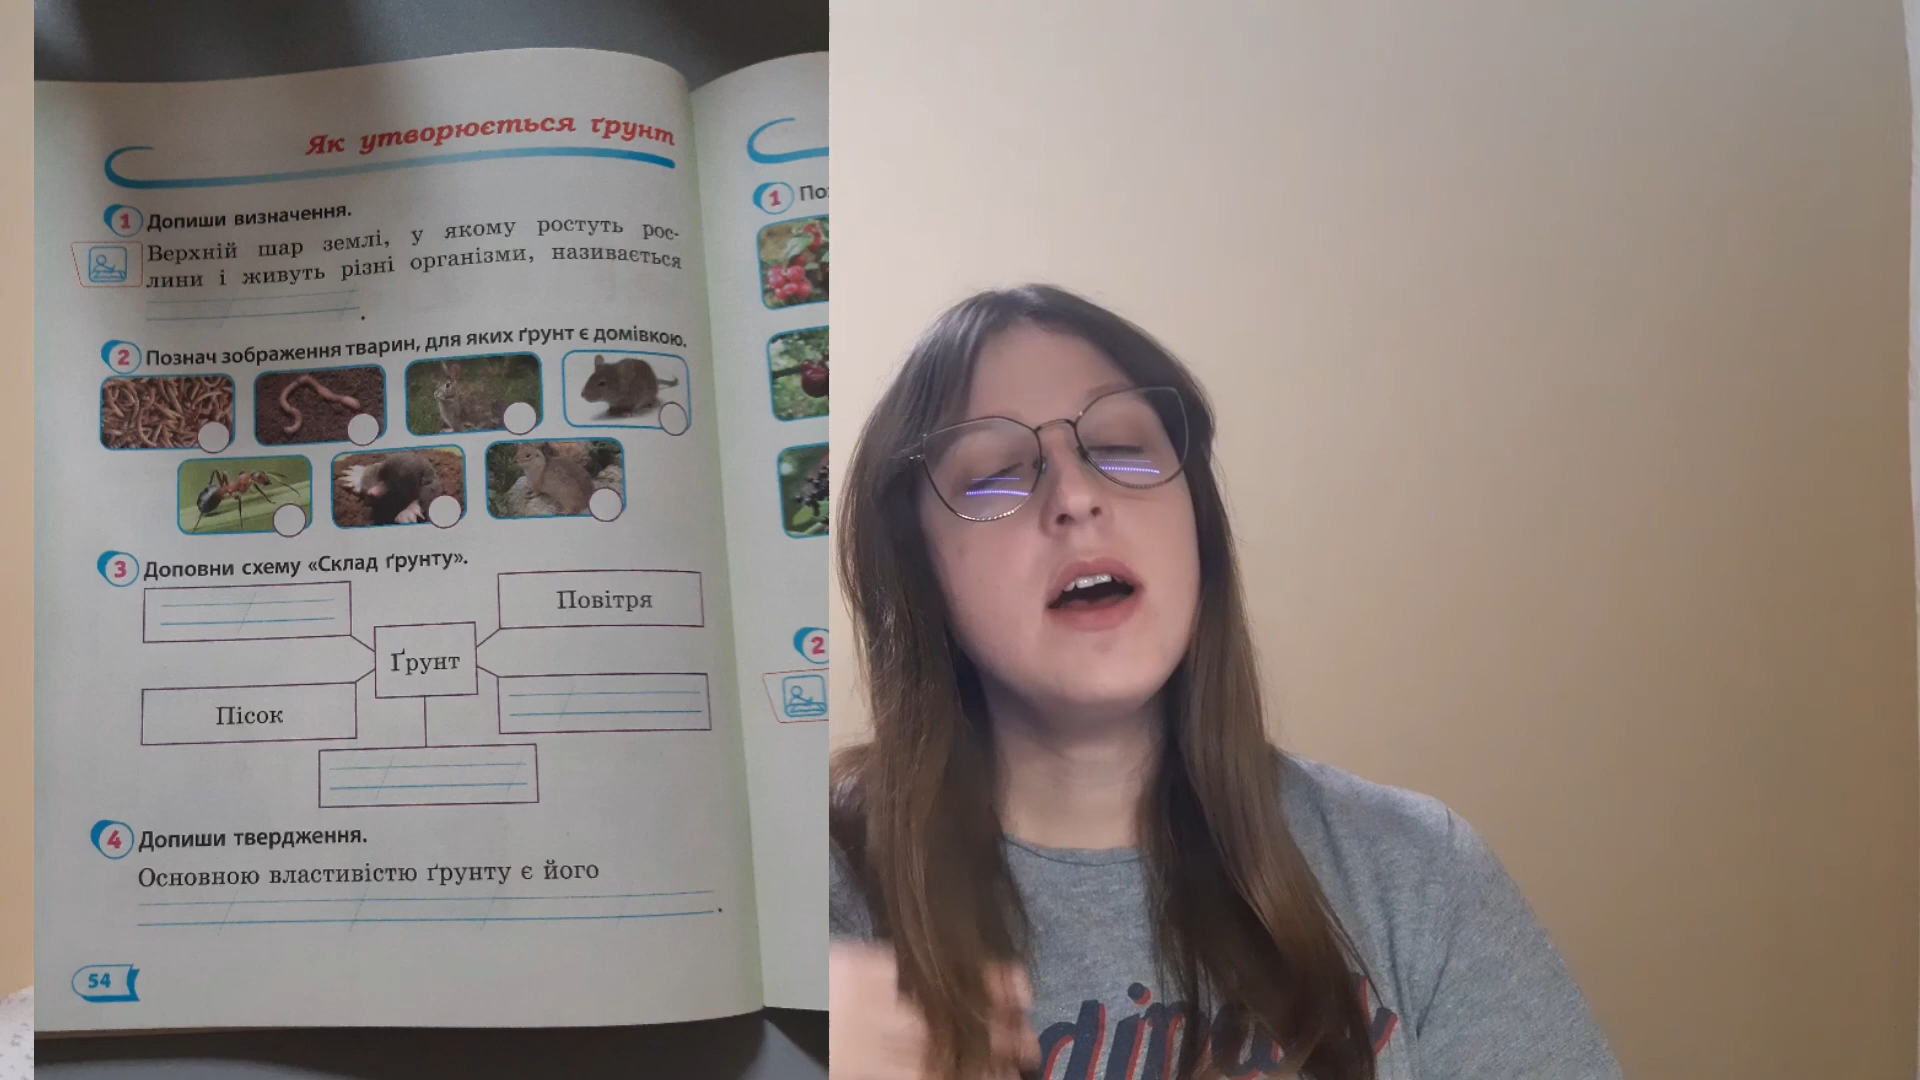 Як утворюється ґрунт
1 Допиши визначення.
Верхній шар землі, у якому ростуть рос-
лини і живуть різні організми, називається
.
2 Познач зображення тварин, для яких ґрунт є домівкою.
3 Доповни схему «Склад ґрунту».
Повітря
Ґрунт
Пісок
4 Допиши твердження.
Основною властивістю ґрунту є його
.
54
1
2